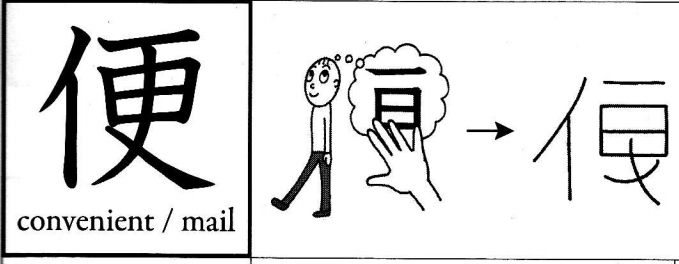 便
convenient / mail